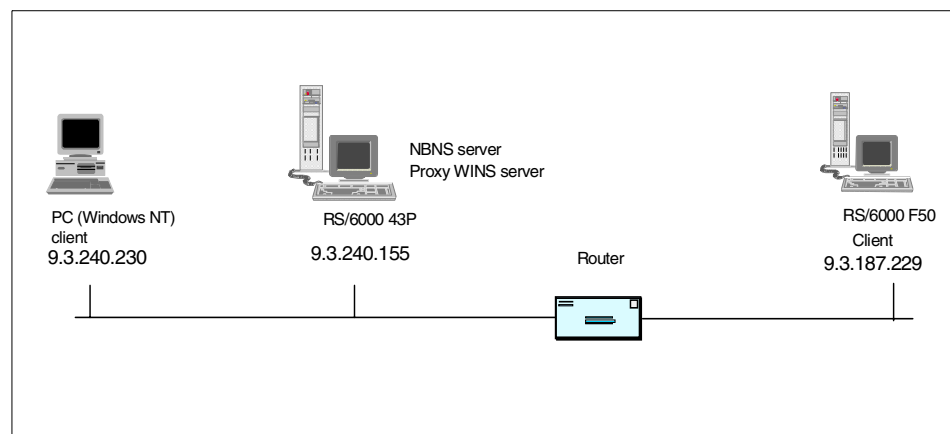 NBNS server
Proxy WINS server
PC (Windows NT)
client
9.3.240.230
RS/6000 43P
9.3.240.155
Router
RS/6000 F50
Client
9.3.187.229